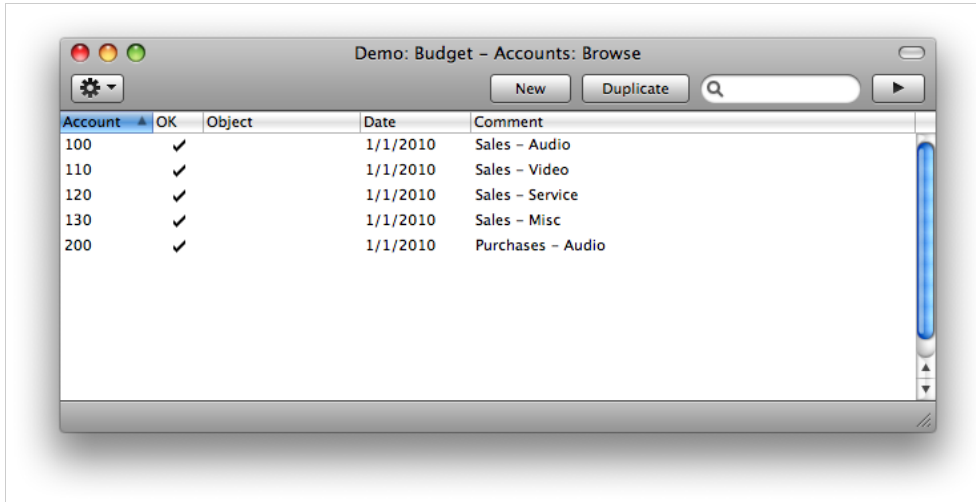 Demo: Budget – Accounts: Browse
New Duplicate
Account OK Object Date Comment
100 ✓ 1/1/2010 Sales – Audio
110 ✓ 1/1/2010 Sales – Video
120 ✓ 1/1/2010 Sales – Service
130 ✓ 1/1/2010 Sales – Misc
200 ✓ 1/1/2010 Purchases – Audio